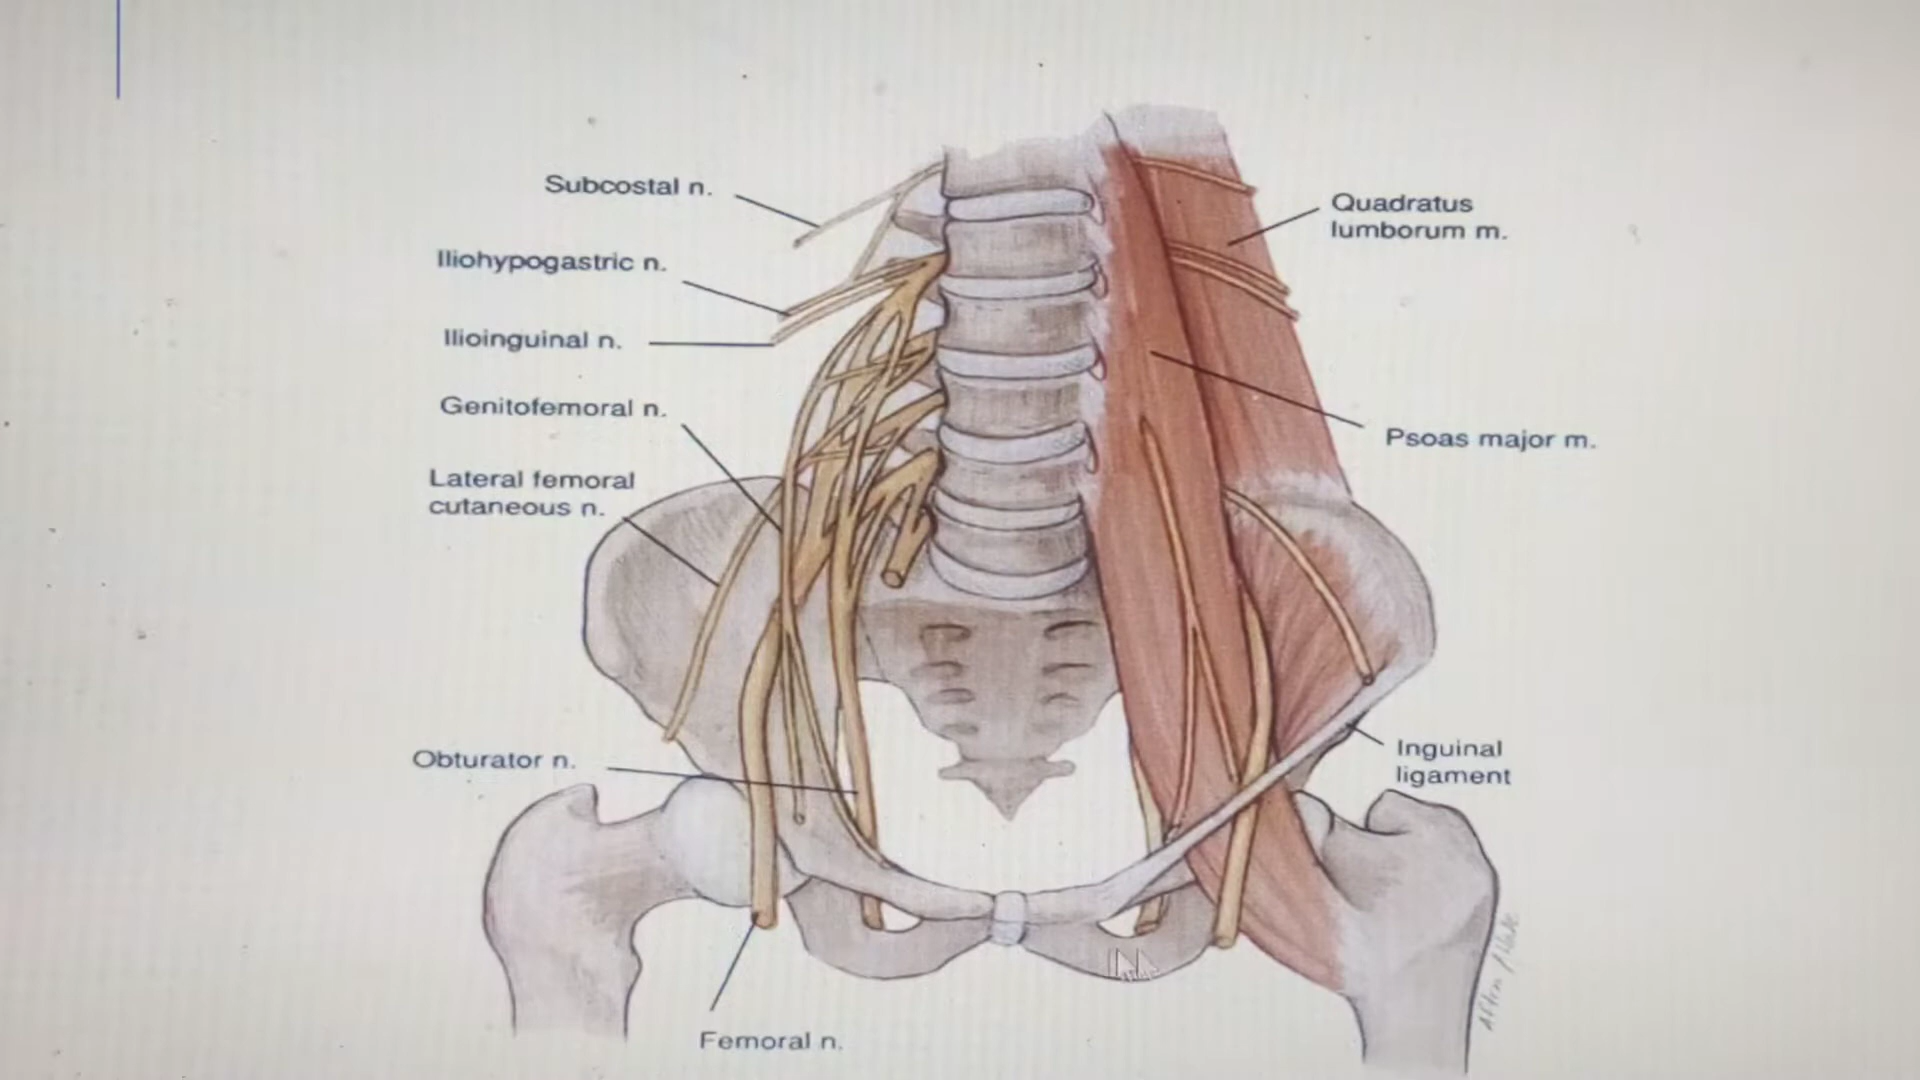 Subcostal n.
Iliohypogastric n.
Ilioinguinal n.
Genitofemoral n.
Lateral femoral
cutaneous n.
Obturator n.
Femoral n.
Quadratus
lumborum m.
Psoas major m.
Inguinal
ligament